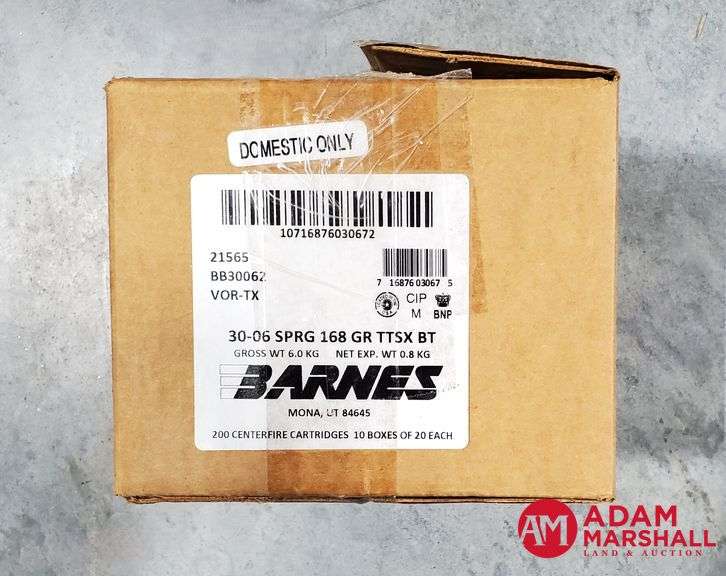 DOMESTIC ONLY
10716876030672
21565
BB30062
VOR-TX
7 16876 03067 5
CIP
M
BNP
30-06 SPRG 168 GR TTSX BT
GROSS WT 6.0 KG NET EXP. WT 0.8 KG
BARNES
MONA, UT 84645
200 CENTERFIRE CARTRIDGES 10 BOXES OF 20 EACH
AM ADAM
MARSHALL
LAND & AUCTION